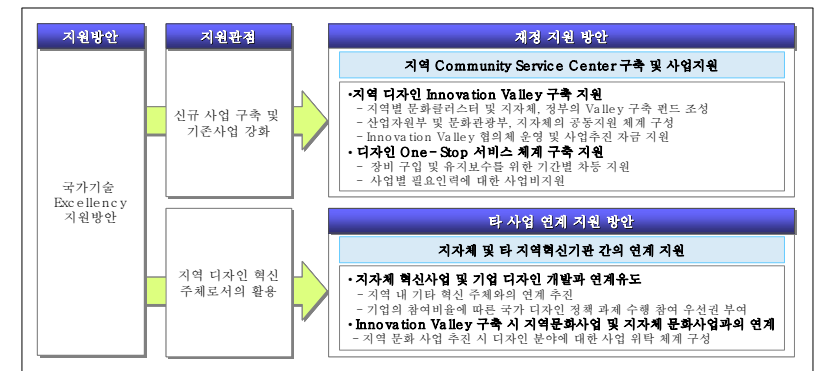 지원방안
지원관점
재정 지원 방안
국가기술
Excellency
지원방안
신규 사업 구축 및
기존사업 강화
지역 Community Service Center 구축 및 사업지원
•지역 디자인 Innovation Valley 구축 지원
– 지역별 문화클러스터 및 지자체, 정부의 Valley 구축 펀드 조성
– 산업자원부 및 문화관광부, 지자체의 공동지원 체계 구성
– Innovation Valley 협의체 운영 및 사업추진 자금 지원
• 디자인 One-Stop 서비스 체계 구축 지원
– 장비 구입 및 유지보수를 위한 기간별 차등 지원
– 사업별 필요인력에 대한 사업비지원
지역 디자인 혁신
주체로서의 활용
타 사업 연계 지원 방안
지자체 및 타 지역혁신기관 간의 연계 지원
• 지자체 혁신사업 및 기업 디자인 개발과 연계유도
– 지역 내 기타 혁신 주체와의 연계 추진
– 기업의 참여비율에 따른 국가 디자인 정책 과제 수행 참여 우선권 부여
• Innovation Valley 구축 시 지역문화사업 및 지자체 문화사업과의 연계
– 지역 문화 사업 추진 시 디자인 분야에 대한 사업 위탁 체계 구성